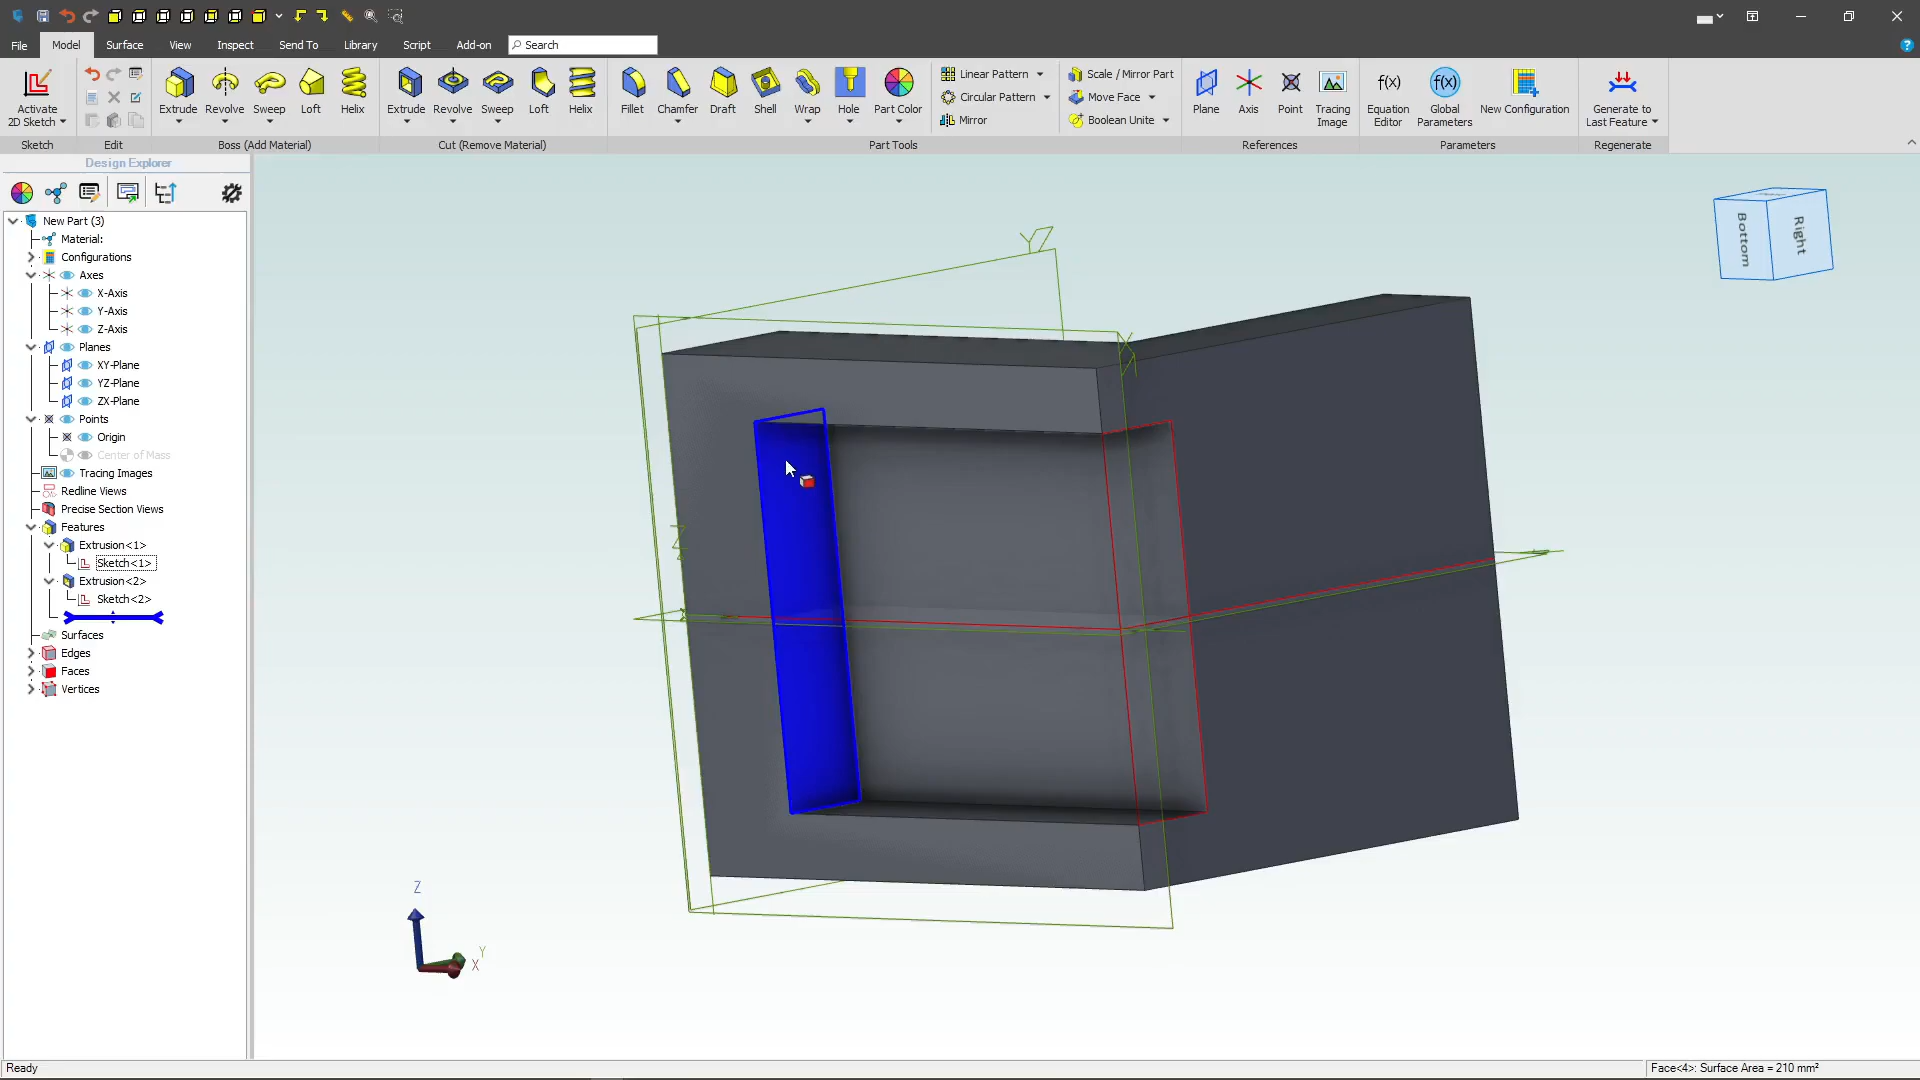 File Model Surface View Inspect Send To Library Script Add-on Search
Activate
2D Sketch
Extrude Revolve Sweep Loft Helix
Extrude Revolve Sweep Loft Helix
Fillet Chamfer Draft Shell Wrap Hole Part Color
Linear Pattern
Circular Pattern
Mirror
Scale / Mirror Part
Move Face
Boolean Unite
Plane Axis Point Tracing
Image
f(x) f(x)
Equation
Editor
Global
Parameters
New Configuration
Generate to
Last Feature
Sketch Edit Boss (Add Material) Cut (Remove Material) Part Tools References Parameters Regenerate
Design Explorer
New Part (3)
Material:
Configurations
Axes
X-Axis
Y-Axis
Z-Axis
Planes
XY-Plane
YZ-Plane
ZX-Plane
Points
Origin
Center of Mass
Tracing Images
Redline Views
Precise Section Views
Features
Extrusion<1>
Sketch<1>
Extrusion<2>
Sketch<2>
Surfaces
Edges
Faces
Vertices
Bottom
Right
Z
Y
X
Ready
Face<4>: Surface Area = 210 mm²